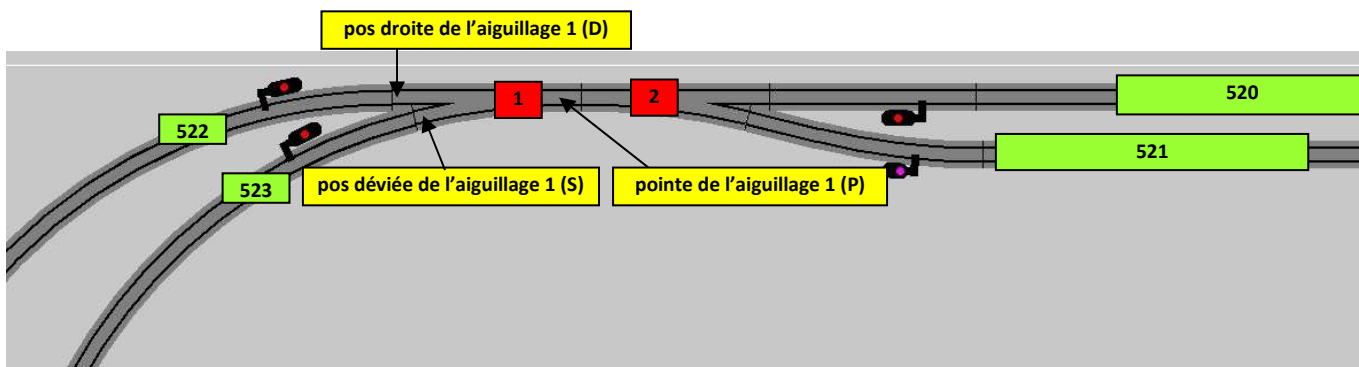 pos droite de l’aiguillage 1 (D)
1
2
520
522
521
pos déviée de l’aiguillage 1 (S)
pointe de l’aiguillage 1 (P)
523